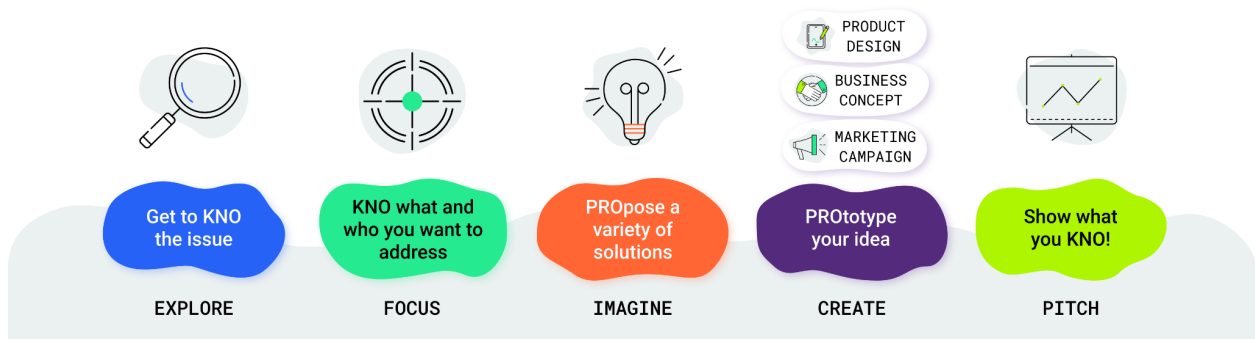 PRODUCT
DESIGN
BUSINESS
CONCEPT
MARKETING
CAMPAIGN
Get to KNO
the issue
KNO what and
who you want to
address
PROpose a
variety of
solutions
PROtotype
your idea
Show what
you KNO!
EXPLORE
FOCUS
IMAGINE
CREATE
PITCH